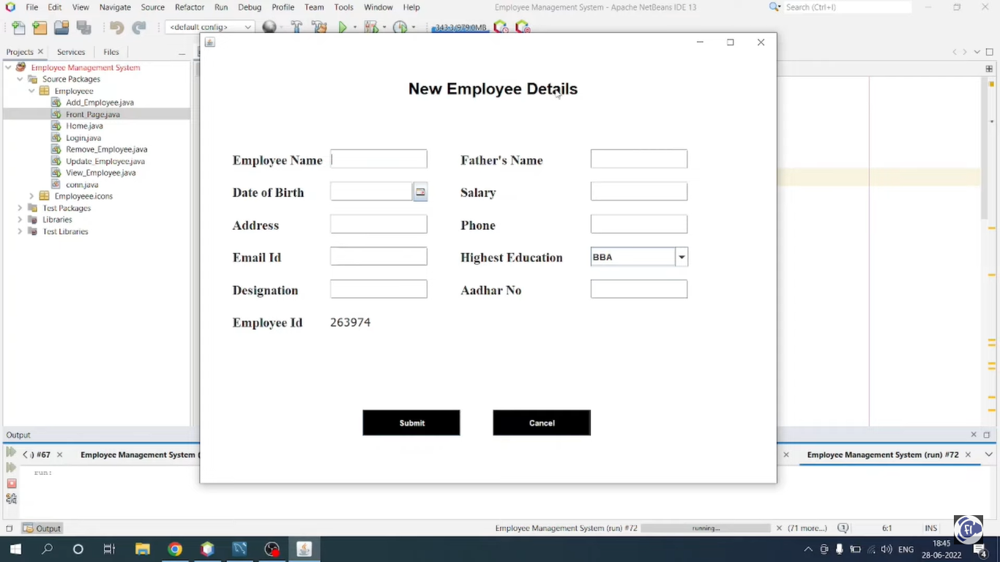 File Edit View Navigate Source Refactor Run Debug Profile Team Tools Window Help Employee Management System - Apache NetBeans IDE 13 Search (Ctrl+I)
<default config> 343.3/979.0MB
Projects Services Files
Employee Management System
Source Packages
Employeee
Add_Employee.java
Front_Page.java
Home.java
Login.java
Remove_Employee.java
Update_Employee.java
View_Employee.java
conn.java
Employeee.icons
Test Packages
Libraries
Test Libraries
New Employee Details
Employee Name Father's Name
Date of Birth Salary
Address Phone
Email Id Highest Education BBA
Designation Aadhar No
Employee Id 263974
Submit Cancel
Output
#67 Employee Management System Employee Management System (run) #72
run:
Output Employee Management System (run) #72 running... (71 more...) 6:1 INS
ENG 18:45
28-06-2022 4